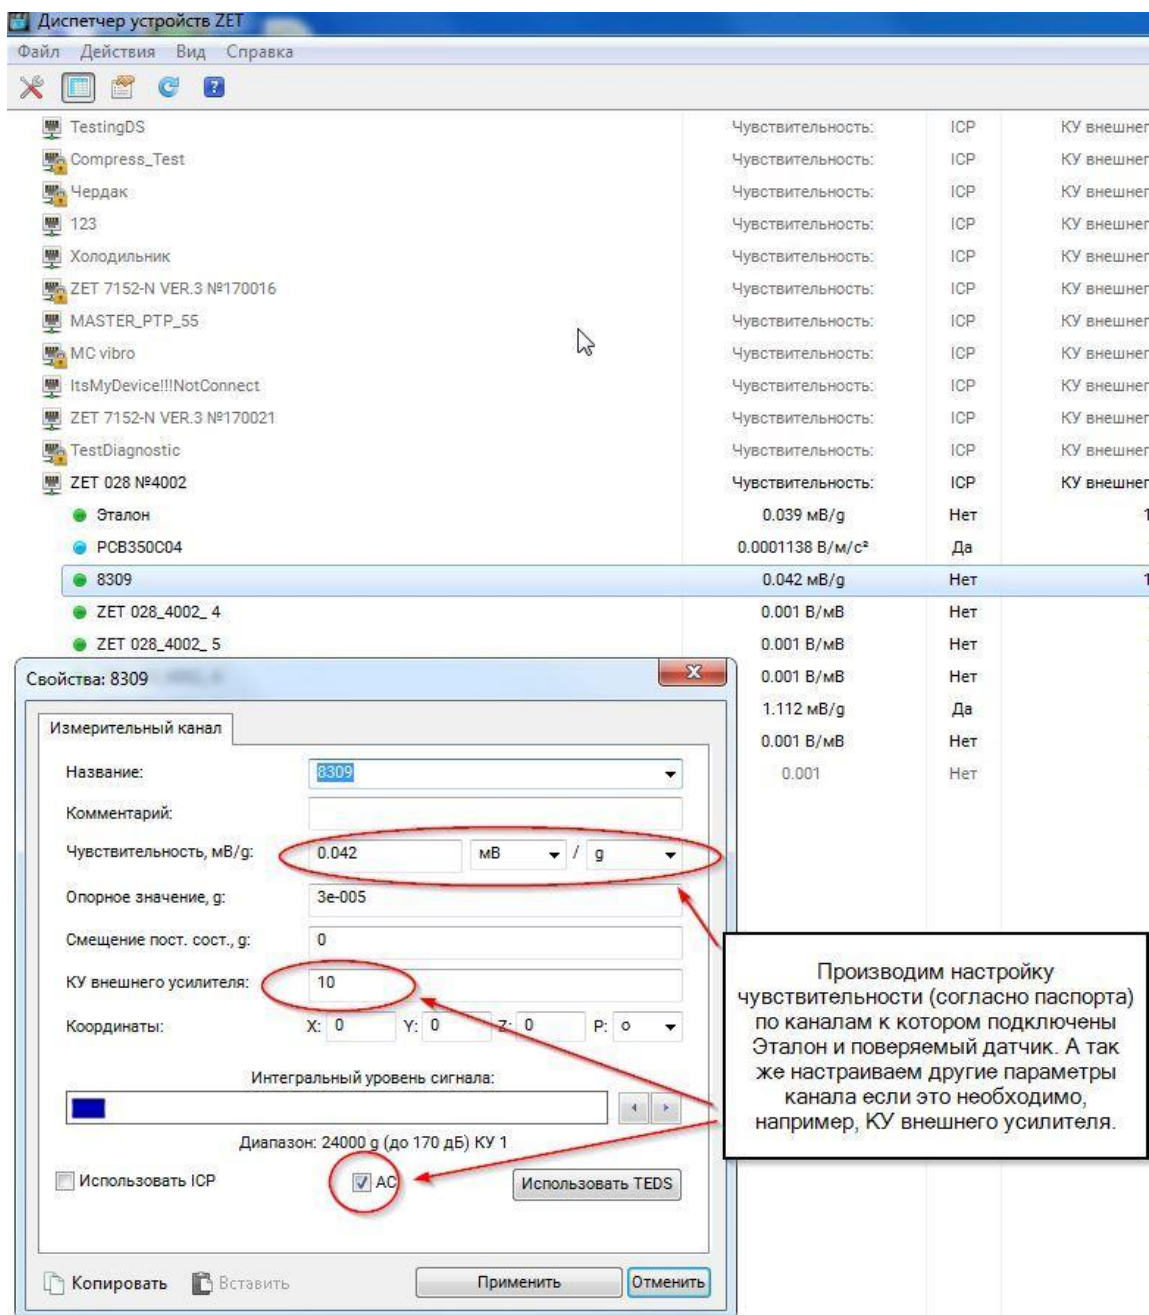 Диспетчер устройств ZET
Файл Действия Вид Справка
TestingDS Чувствительность: ICP КУ внешнег
Compress_Test Чувствительность: ICP КУ внешнег
Чердак Чувствительность: ICP КУ внешнег
123 Чувствительность: ICP КУ внешнег
Холодильник Чувствительность: ICP КУ внешнег
ZET 7152-N VER.3 №170016 Чувствительность: ICP КУ внешнег
MASTER_PTP_55 Чувствительность: ICP КУ внешнег
MC vibro Чувствительность: ICP КУ внешнег
ItsMyDevice!!!NotConnect Чувствительность: ICP КУ внешнег
ZET 7152-N VER.3 №170021 Чувствительность: ICP КУ внешнег
TestDiagnostic Чувствительность: ICP КУ внешнег
ZET 028 №4002 Чувствительность: ICP КУ внешнег
Эталон 0.039 мВ/g Нет 1
PCB350C04 0.0001138 В/м/с² Да
8309 0.042 мВ/g Нет 1
ZET 028_4002_ 4 0.001 В/мВ Нет
ZET 028_4002_ 5 0.001 В/мВ Нет
0.001 В/мВ Нет
1.112 мВ/g Да
0.001 В/мВ Нет
0.001 Нет
Свойства: 8309
Измерительный канал
Название: 8309
Комментарий:
Чувствительность, мВ/g: 0.042 мВ / g
Опорное значение, g: 3e-005
Смещение пост. сост., g: 0
КУ внешнего усилителя: 10
Координаты: X: 0 Y: 0 Z: 0 P: o
Интегральный уровень сигнала:
Диапазон: 24000 g (до 170 дБ) КУ 1
Использовать ICP AC Использовать TEDS
Копировать Вставить Применить Отменить
Производим настройку
чувствительности (согласно паспорта)
по каналам к котором подключены
Эталон и поверяемый датчик. А так
же настраиваем другие параметры
канала если это необходимо,
например, КУ внешнего усилителя.